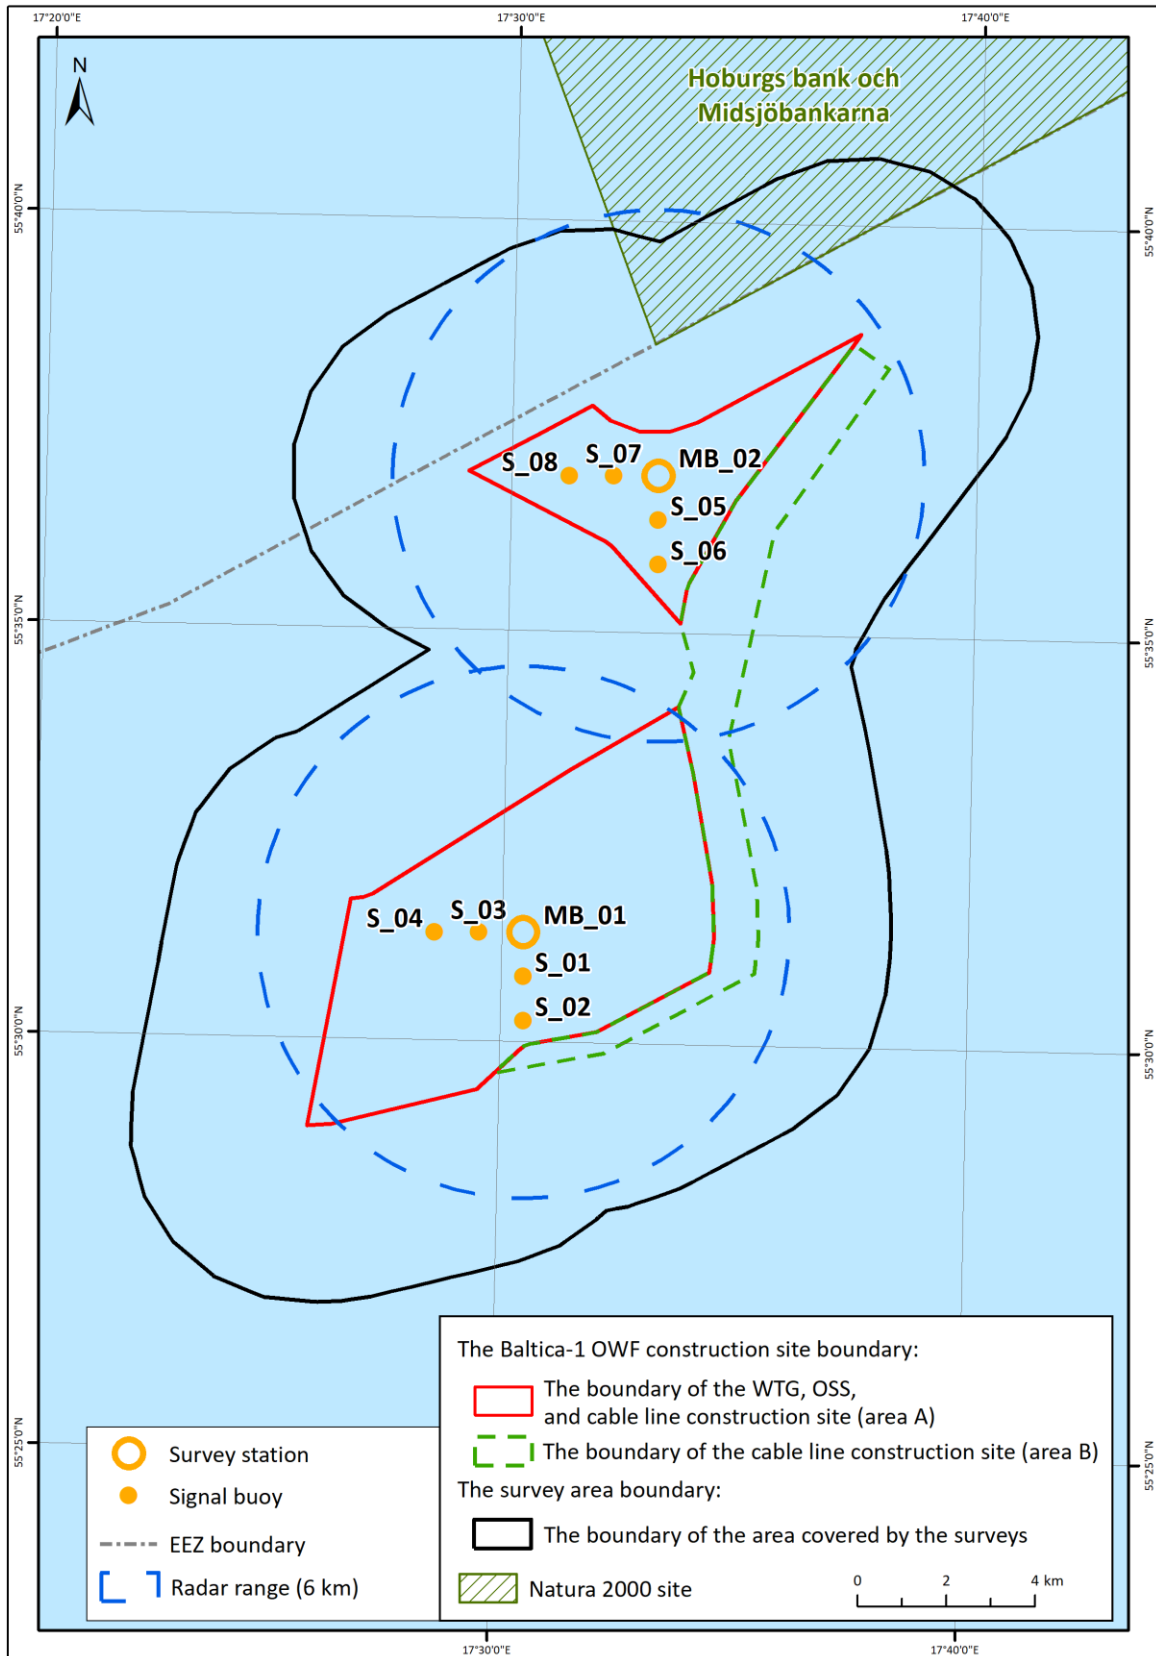 17°20'0"E
17°30'0"E
17°40'0"E
N
Hoburgs bank och
Midsjöbankarna
55°40'0"N
55°40'0"N
S_08
S_07
MB_02
S_05
S_06
55°35'0"N
55°35'0"N
S_04
S_03
MB_01
S_01
S_02
55°30'0"N
55°30'0"N
55°25'0"N
55°25'0"N
The Baltica-1 OWF construction site boundary:
The boundary of the WTG, OSS,
and cable line construction site (area A)
The boundary of the cable line construction site (area B)
The survey area boundary:
The boundary of the area covered by the surveys
Natura 2000 site
0 2 4 km
Survey station
Signal buoy
EEZ boundary
Radar range (6 km)
17°30'0"E
17°40'0"E